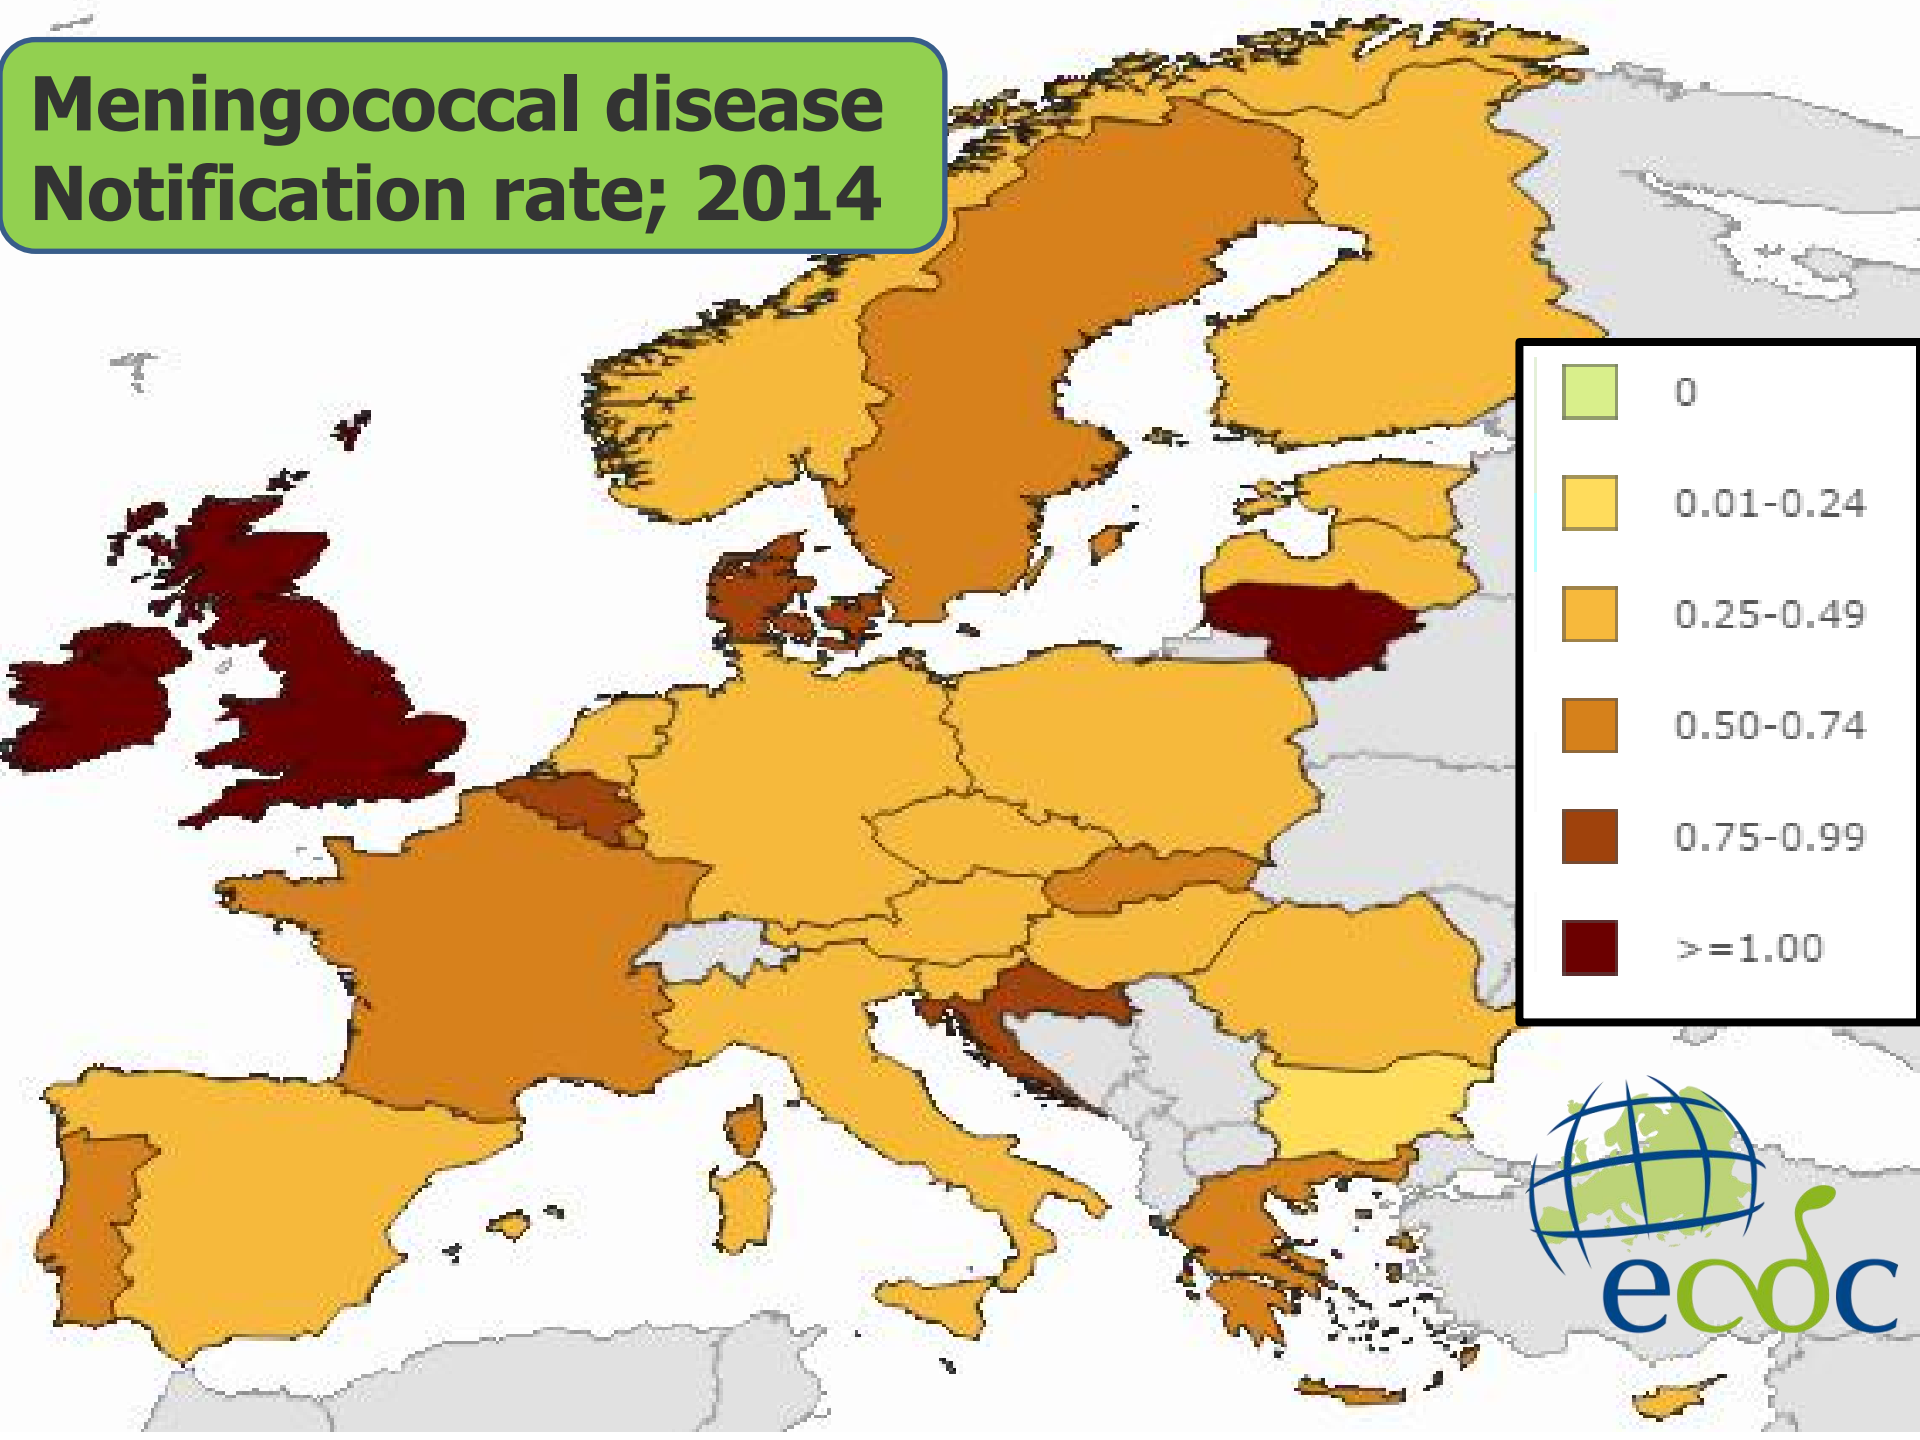 Meningococcal disease
Notification rate; 2014
0
0.01-0.24
0.25-0.49
0.50-0.74
0.75-0.99
>=1.00
ecdc